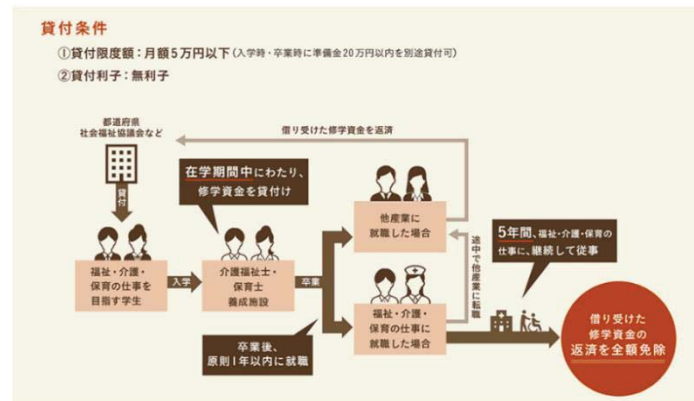 貸付条件
①貸付限度額：月額5万円以下（入学時・卒業時に準備金20万円以内を別途貸付可）
②貸付利子：無利子
都道府県
社会福祉協議会など
借り受けた修学資金を返済
貸付
在学期間中にわたり、
修学資金を貸付け
福祉・介護・
保育の仕事を
目指す学生
入学
介護福祉士・
保育士
養成施設
卒業
他産業に
就職した場合
途中で他産業に転職
福祉・介護・
保育の仕事に
就職した場合
卒業後、
原則1年以内に就職
5年間、福祉・介護・保育の
仕事に、継続して従事
借り受けた
修学資金の
返済を全額免除